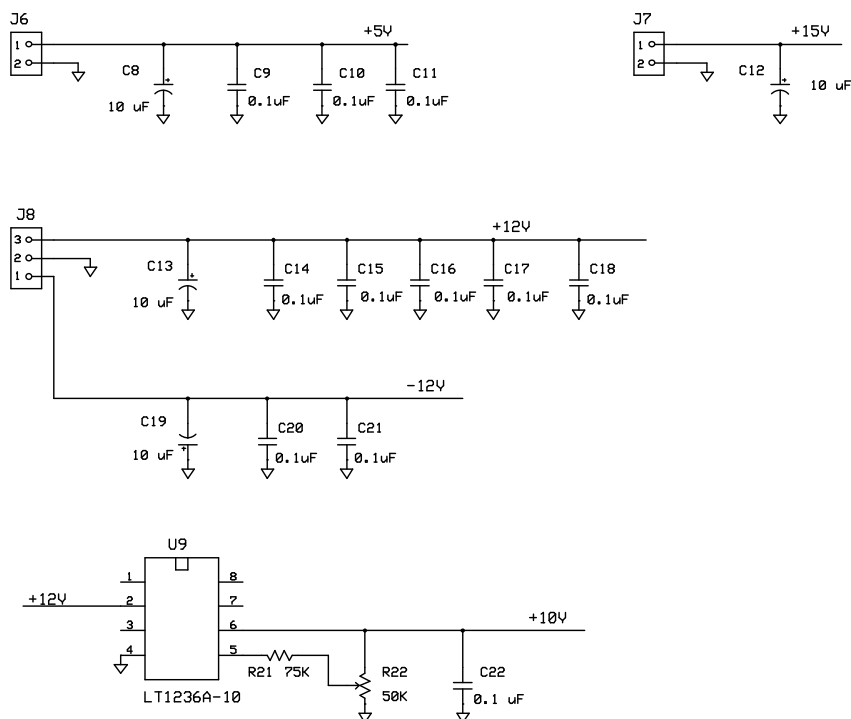 J6
1
2
+5V
C8
10 uF
C9
0.1uF
C10
0.1uF
C11
0.1uF
J7
1
2
+15V
C12
10 uF
J8
3
2
1
+12V
C13
10 uF
C14
0.1uF
C15
0.1uF
C16
0.1uF
C17
0.1uF
C18
0.1uF
-12V
C19
10 uF
C20
0.1uF
C21
0.1uF
U9
1
8
+12V
2
7
3
6
+10V
4
5
R21 75K
R22
50K
C22
0.1 uF
LT1236A-10